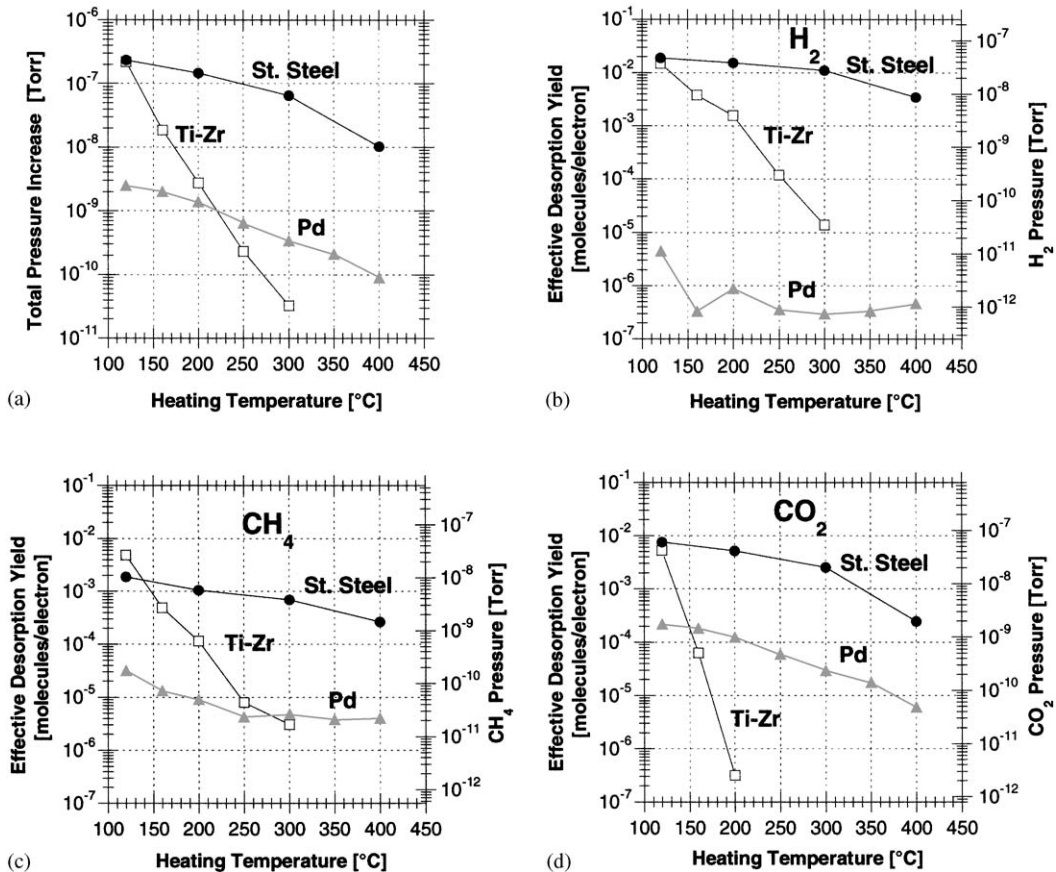 Total Pressure Increase [Torr]
10⁻⁶
10⁻⁷
10⁻⁸
10⁻⁹
10⁻¹⁰
10⁻¹¹
St. Steel
Ti-Zr
Pd
100 150 200 250 300 350 400 450
(a)
Heating Temperature [°C]
Effective Desorption Yield
[molecules/electron]
10⁻¹
10⁻²
10⁻³
10⁻⁴
10⁻⁵
10⁻⁶
10⁻⁷
H₂
St. Steel
Ti-Zr
Pd
10⁻⁷
10⁻⁸
10⁻⁹
10⁻¹⁰
10⁻¹¹
10⁻¹²
H₂ Pressure [Torr]
100 150 200 250 300 350 400 450
(b)
Heating Temperature [°C]
Effective Desorption Yield
[molecules/electron]
10⁻¹
10⁻²
10⁻³
10⁻⁴
10⁻⁵
10⁻⁶
10⁻⁷
CH₄
St. Steel
Ti-Zr
Pd
10⁻⁷
10⁻⁸
10⁻⁹
10⁻¹⁰
10⁻¹¹
10⁻¹²
CH₄ Pressure [Torr]
100 150 200 250 300 350 400 450
(c)
Heating Temperature [°C]
Effective Desorption Yield
[molecules/electron]
10⁻¹
10⁻²
10⁻³
10⁻⁴
10⁻⁵
10⁻⁶
10⁻⁷
CO₂
St. Steel
Pd
Ti-Zr
10⁻⁷
10⁻⁸
10⁻⁹
10⁻¹⁰
10⁻¹¹
10⁻¹²
CO₂ Pressure [Torr]
100 150 200 250 300 350 400 450
(d)
Heating Temperature [°C]